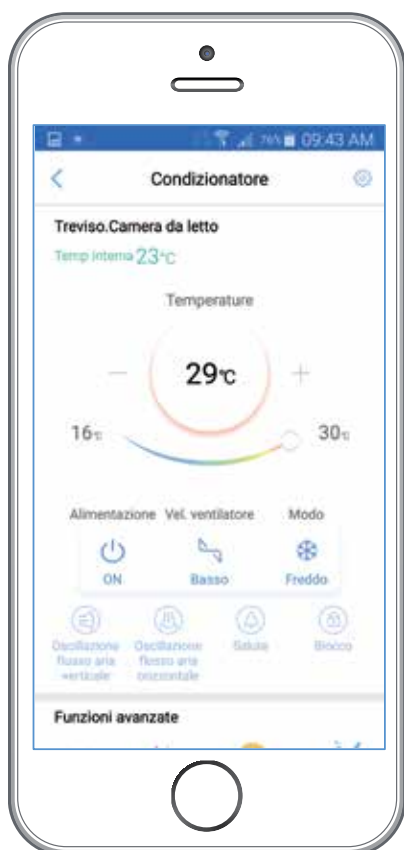 76% 09:43 AM
Condizionatore
Treviso.Camera da letto
Temp interna 23°C
Temperature
− 29°C +
16°C 30°C
Alimentazione Vel. ventilatore Modo
ON Basso Freddo
Oscillazione Oscillazione Salute Blocco
flusso aria flusso aria
verticale orizzontale
Funzioni avanzate